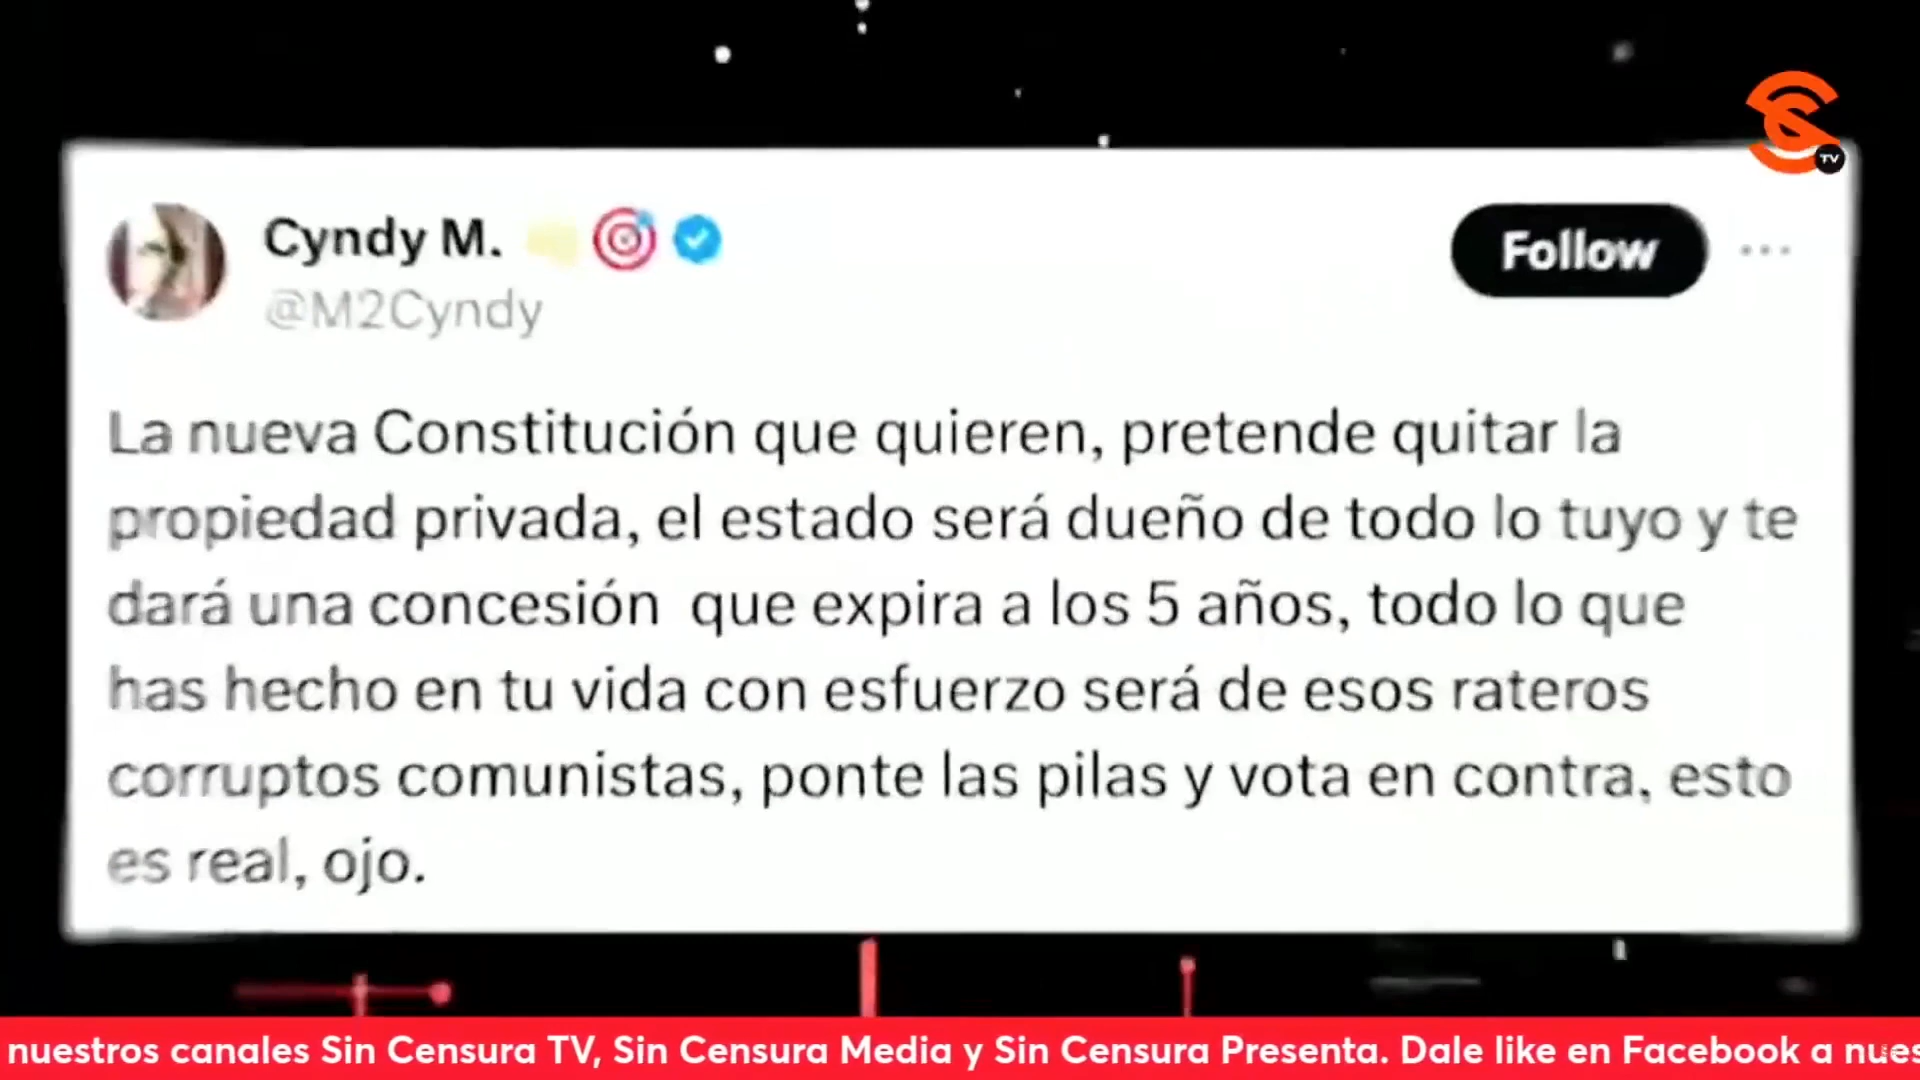 TV
Cyndy M.
@M2Cyndy
Follow
La nueva Constitución que quieren, pretende quitar la
propiedad privada, el estado será dueño de todo lo tuyo y te
dará una concesión que expira a los 5 años, todo lo que
has hecho en tu vida con esfuerzo será de esos rateros
corruptos comunistas, ponte las pilas y vota en contra, esto
es real, ojo.
nuestros canales Sin Censura TV, Sin Censura Media y Sin Censura Presenta. Dale like en Facebook a nues